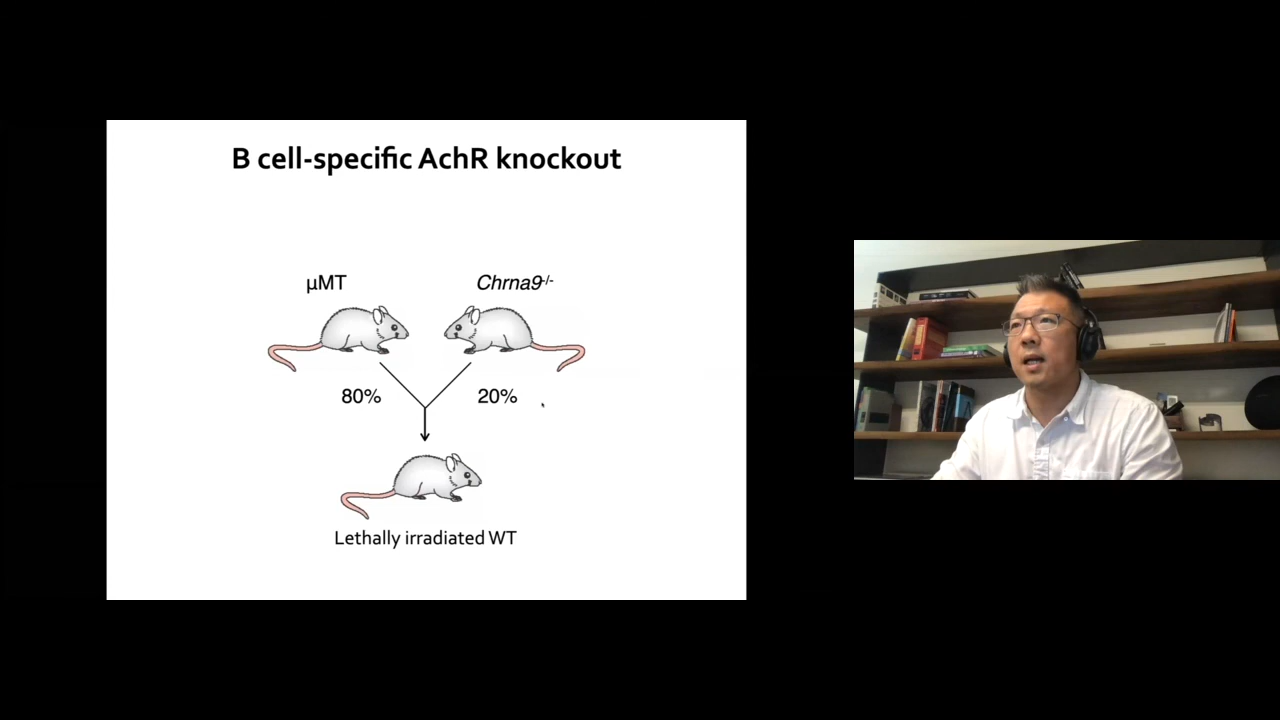 B cell-specific AchR knockout
µMT
Chrna9-/-
80%
20%
Lethally irradiated WT